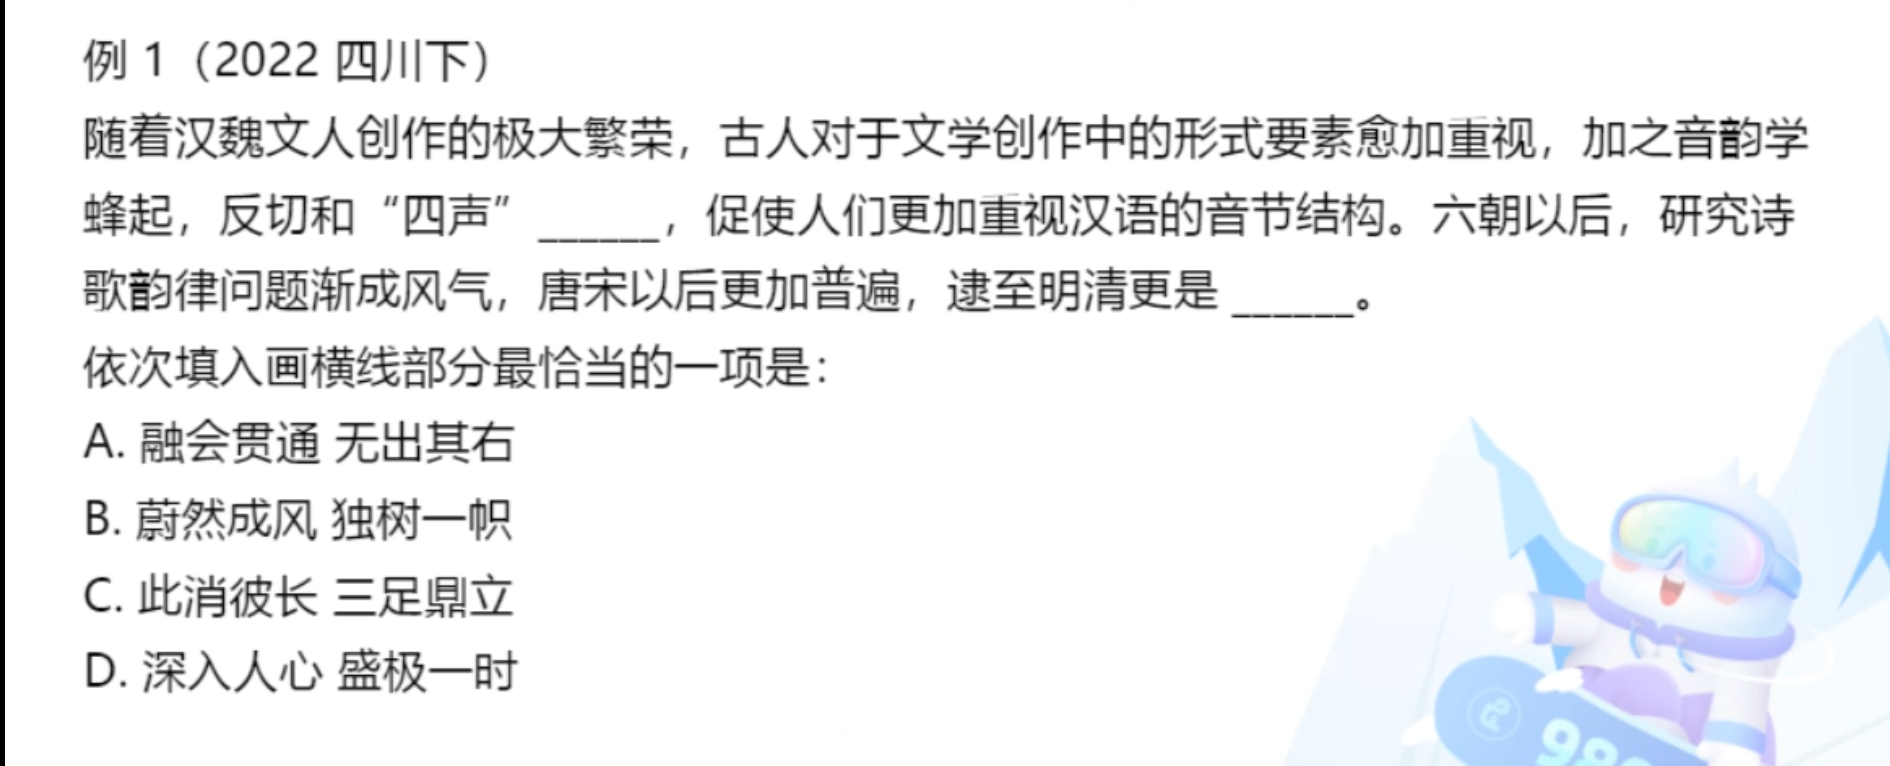 例 1（2022 四川下）
随着汉魏文人创作的极大繁荣，古人对于文学创作中的形式要素愈加重视，加之音韵学
蜂起，反切和“四声”______，促使人们更加重视汉语的音节结构。六朝以后，研究诗
歌韵律问题渐成风气，唐宋以后更加普遍，逮至明清更是 ______。
依次填入画横线部分最恰当的一项是：
A. 融会贯通 无出其右
B. 蔚然成风 独树一帜
C. 此消彼长 三足鼎立
D. 深入人心 盛极一时